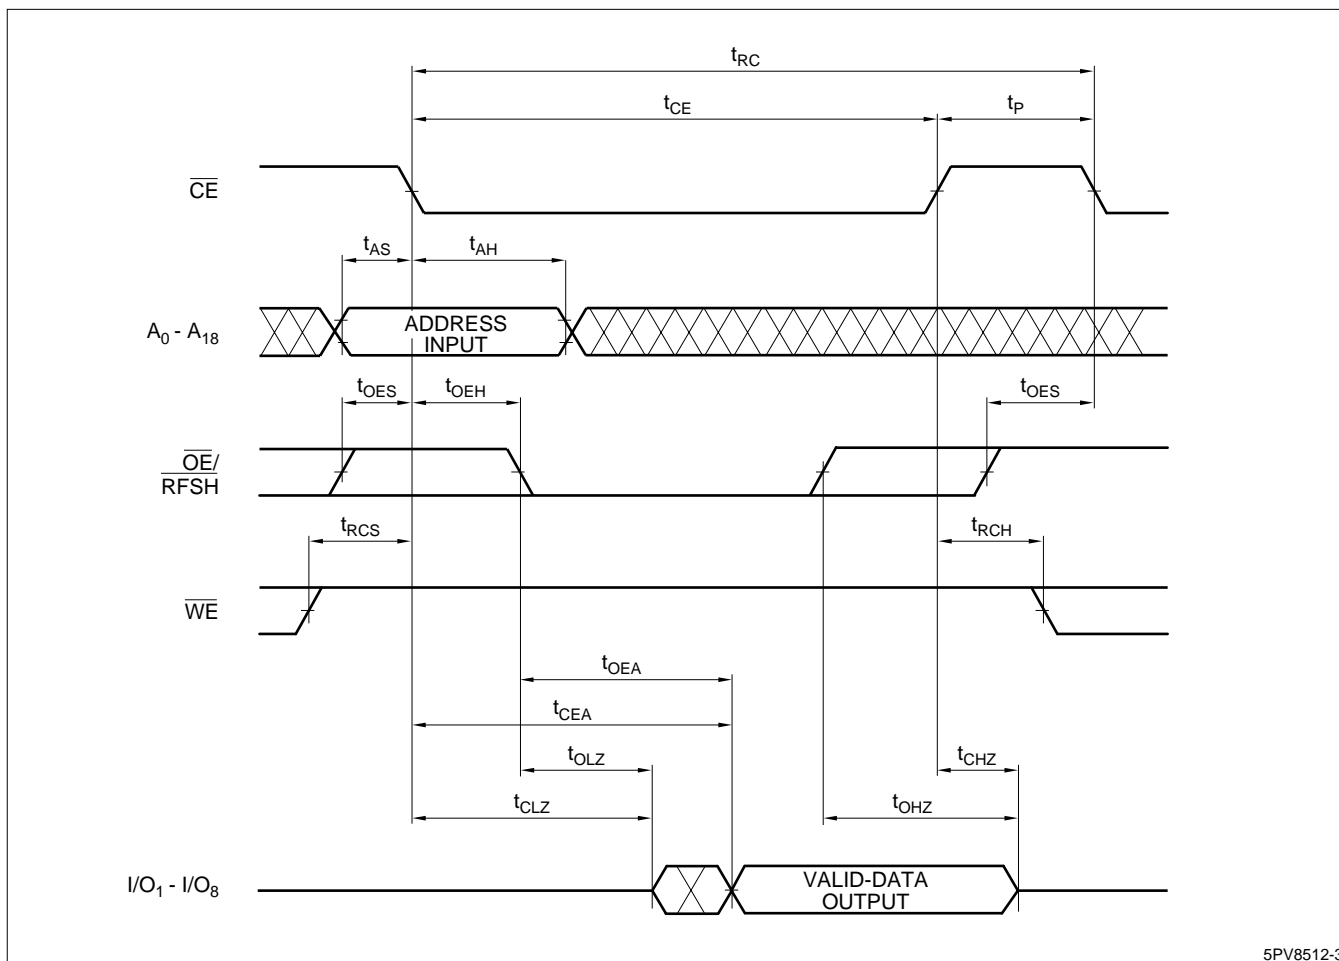 tRC
tCE
tP
CE
tAS
tAH
A0 - A18
ADDRESS
INPUT
tOES
tOEH
tOES
OE/
RFSH
tRCS
tRCH
WE
tOEA
tCEA
tOLZ
tCHZ
tCLZ
tOHZ
I/O1 - I/O8
VALID-DATA
OUTPUT
5PV8512-3